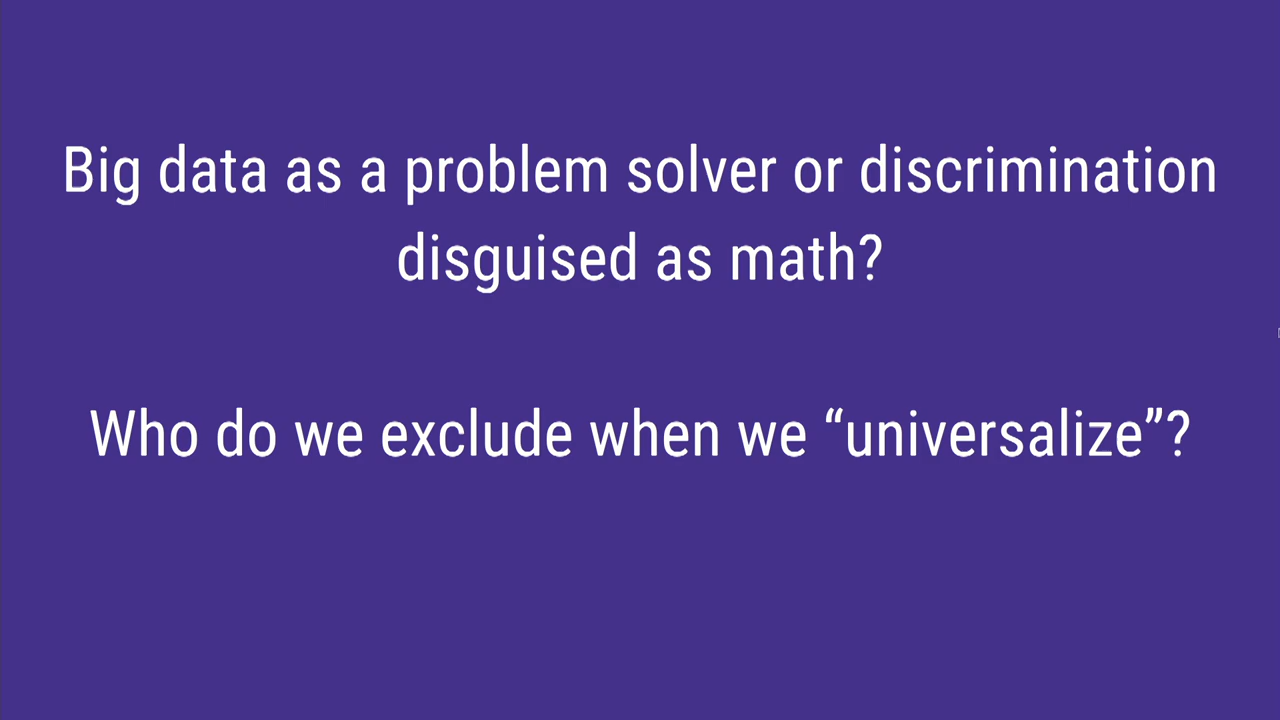 Big data as a problem solver or discrimination
disguised as math?
Who do we exclude when we “universalize”?